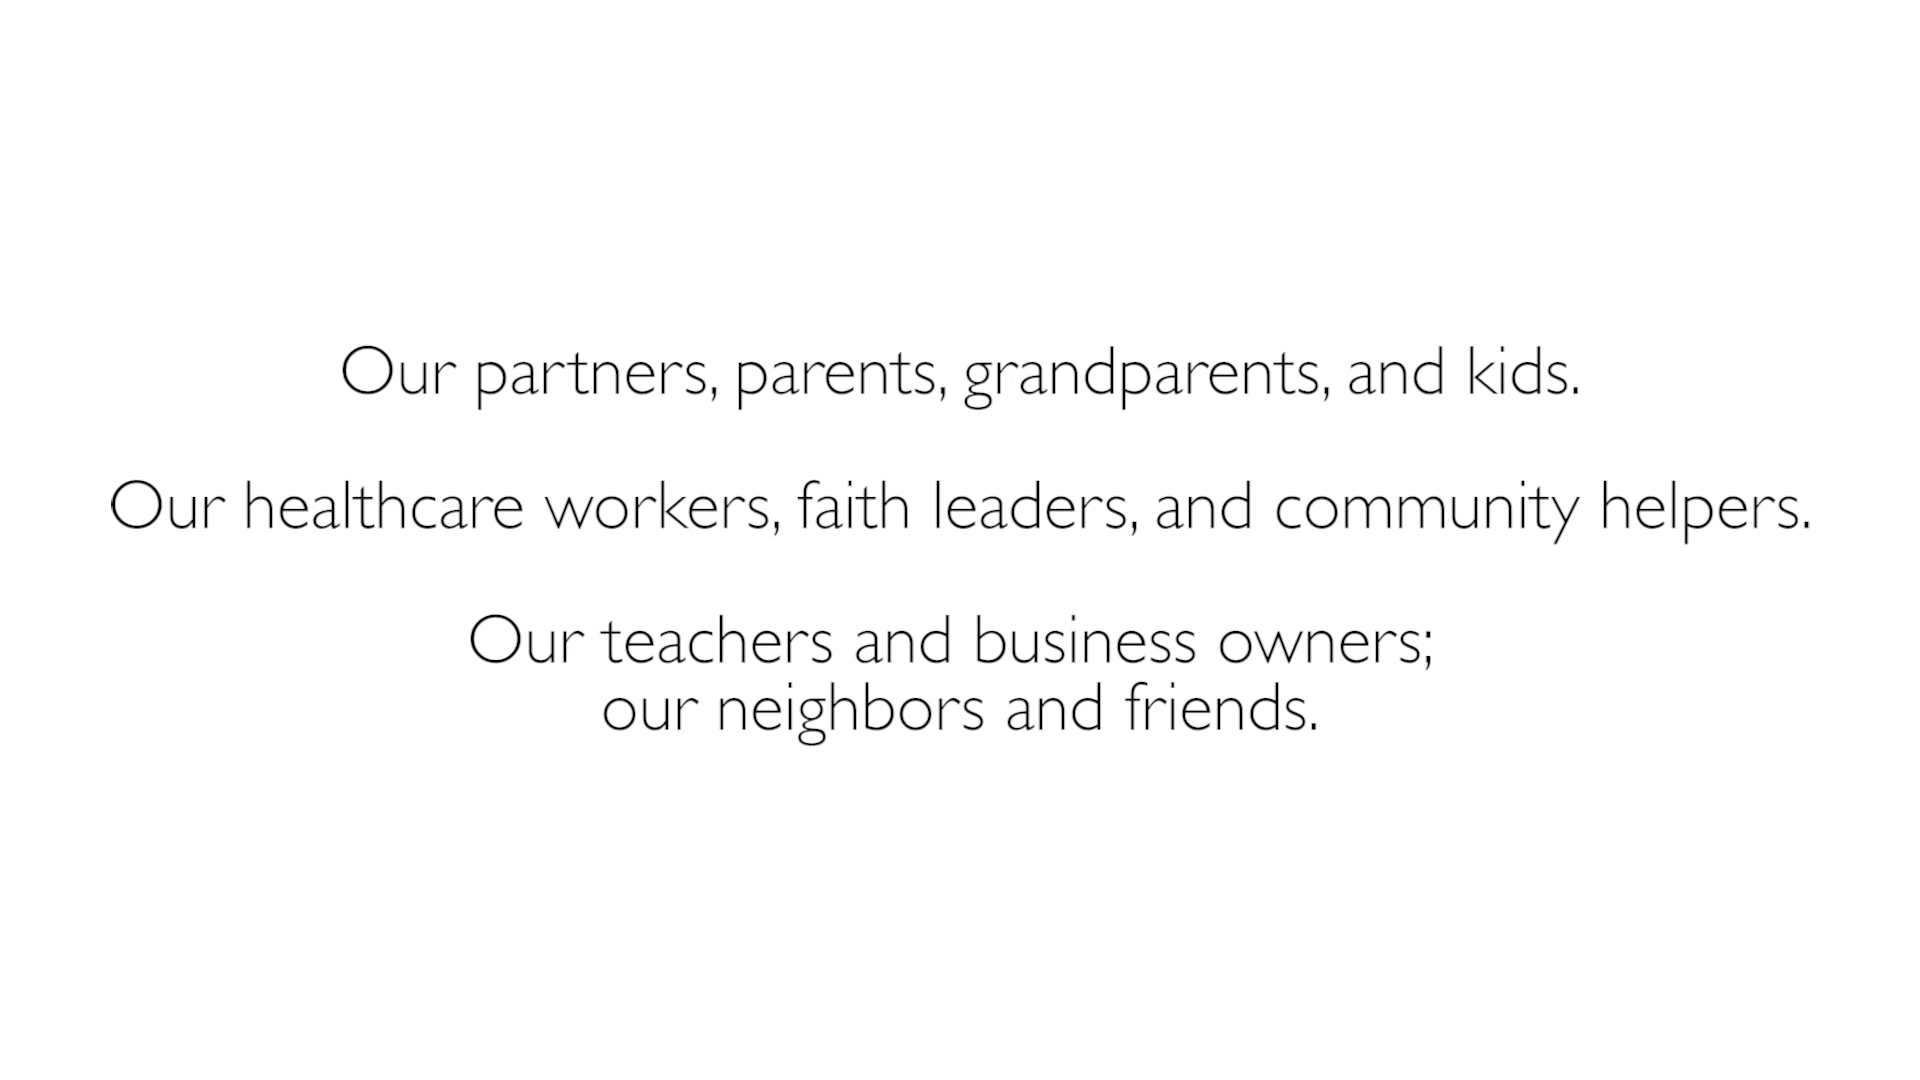 Our partners, parents, grandparents, and kids.
Our healthcare workers, faith leaders, and community helpers.
Our teachers and business owners;
our neighbors and friends.